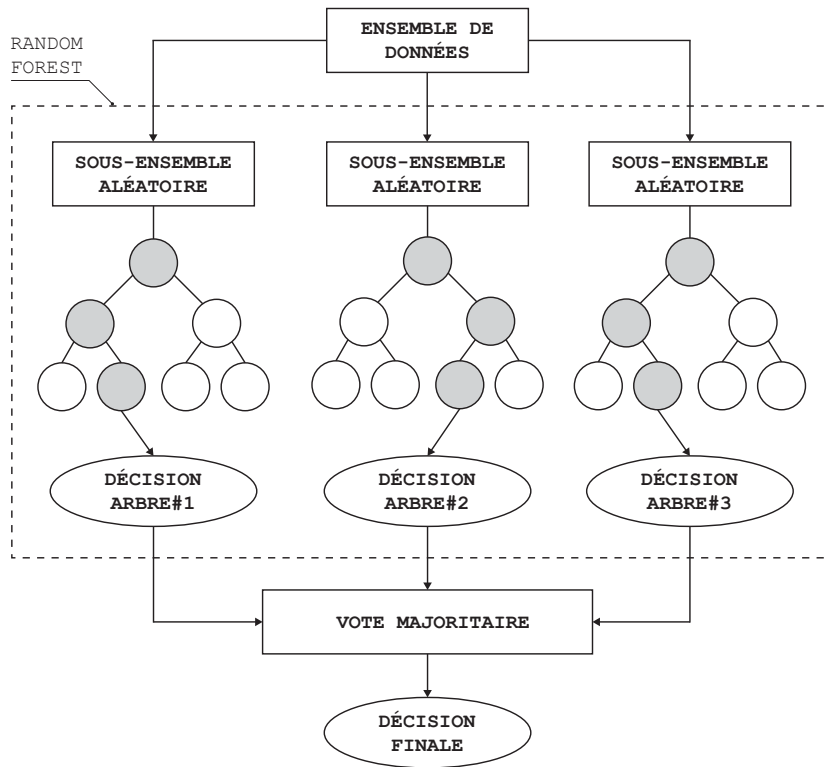 ENSEMBLE DE
DONNÉES
RANDOM
FOREST
SOUS-ENSEMBLE
ALÉATOIRE
SOUS-ENSEMBLE
ALÉATOIRE
SOUS-ENSEMBLE
ALÉATOIRE
DÉCISION
ARBRE#1
DÉCISION
ARBRE#2
DÉCISION
ARBRE#3
VOTE MAJORITAIRE
DÉCISION
FINALE